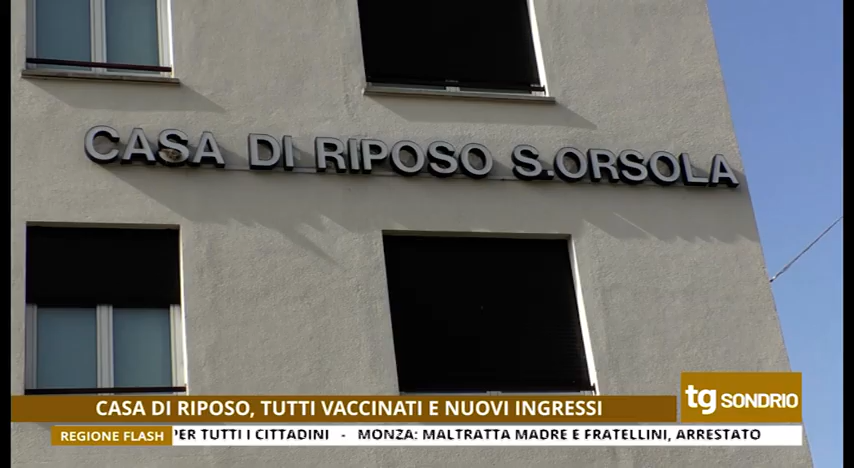 CASA DI RIPOSO S.ORSOLA
CASA DI RIPOSO, TUTTI VACCINATI E NUOVI INGRESSI
tg SONDRIO
REGIONE FLASH
PER TUTTI I CITTADINI - MONZA: MALTRATTA MADRE E FRATELLINI, ARRESTATO